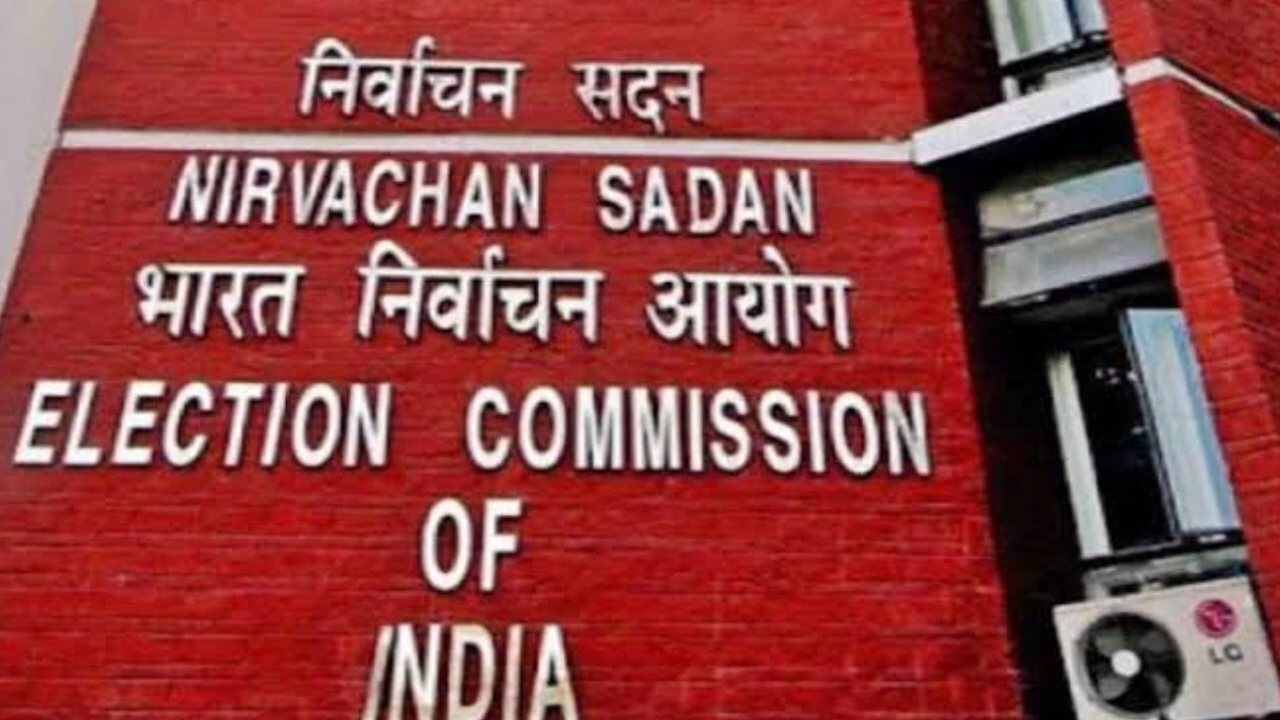 निर्वाचन सदन
NIRVACHAN SADAN
भारत निर्वाचन आयोग
ELECTION COMMISSION
OF
INDIA
LG